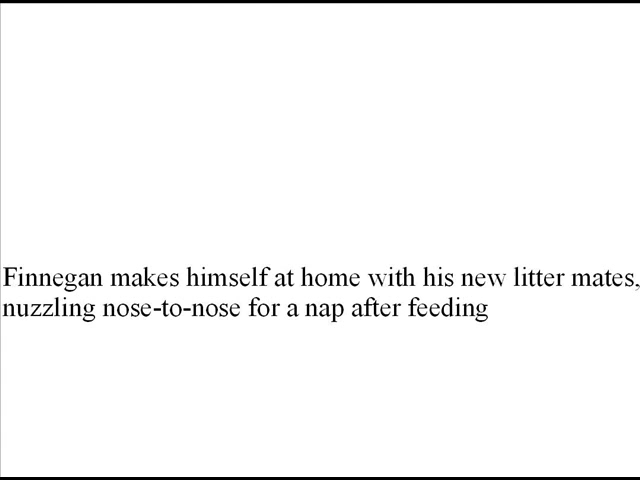 Finnegan makes himself at home with his new litter mates,
nuzzling nose-to-nose for a nap after feeding